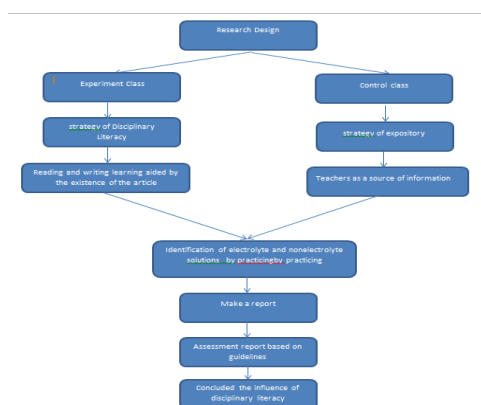 Research Design
Experiment Class
Control class
strategy of Disciplinary
Literacy
strategy of expository
Reading and writing learning aided by
the existence of the article
Teachers as a source of information
Identification of electrolyte and nonelectrolyte
solutions by practicingby practicing
Make a report
Assessment report based on
guidelines
Concluded the influence of
disciplinary literacy